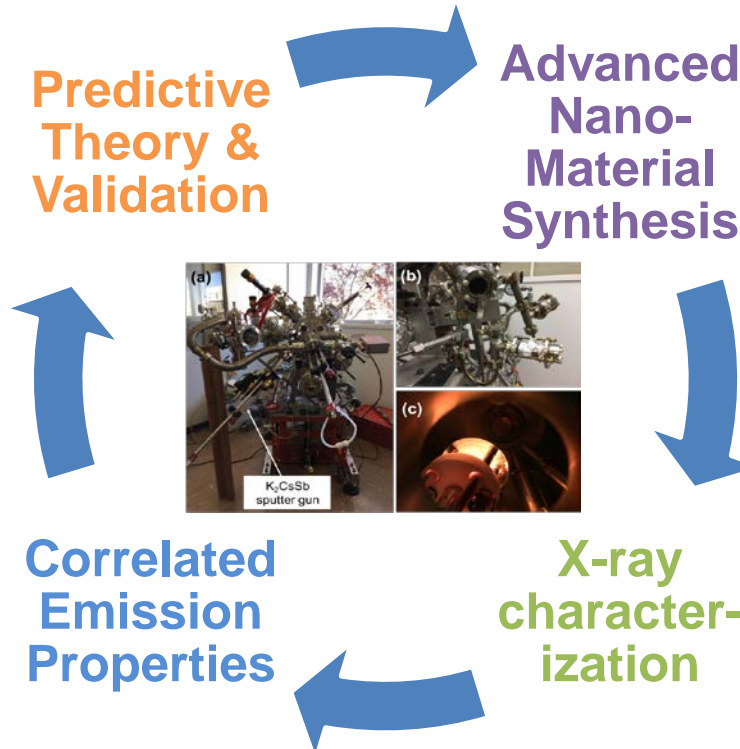 Predictive
Theory &
Validation
Advanced
Nano-
Material
Synthesis
(a)
(b)
(c)
K₂CsSb
sputter gun
Correlated
Emission
Properties
X-ray
character-
ization